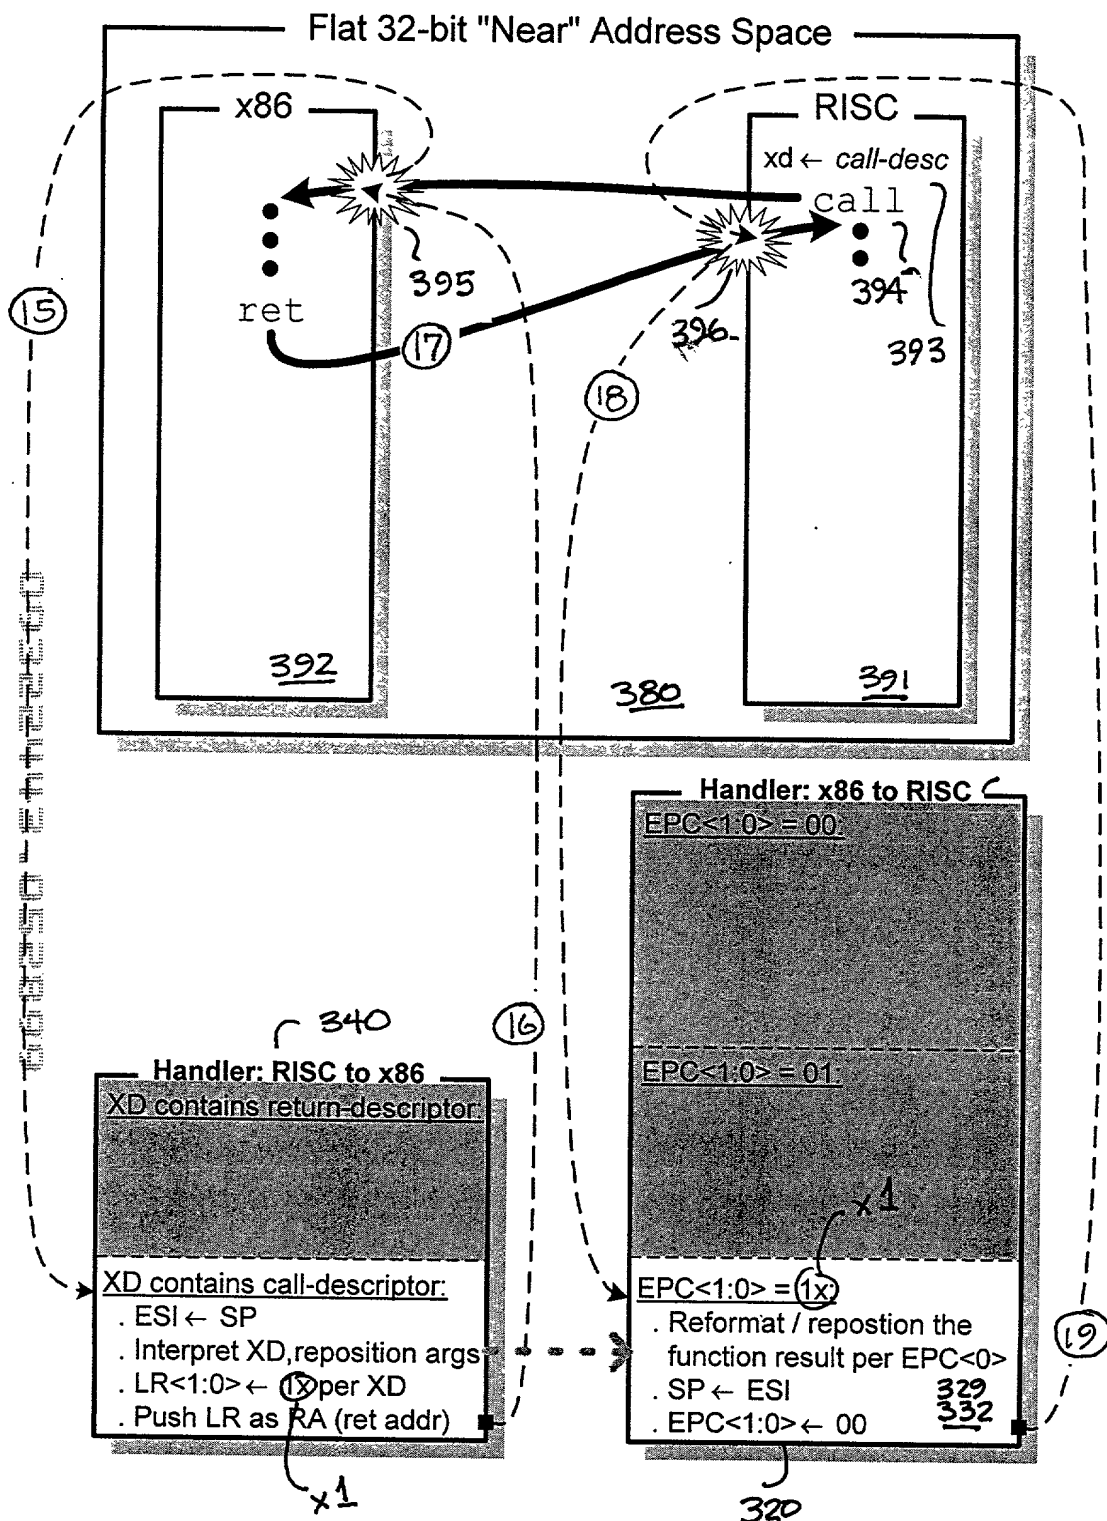 Flat 32-bit "Near" Address Space
x86
RISC
xd ← call-desc
call
395
394
396
393
ret
15
17
18
392
380
391
Handler: x86 to RISC
EPC<1:0> = 00:
340
16
Handler: RISC to x86
EPC<1:0> = 01:
XD contains return-descriptor:
x1
XD contains call-descriptor:
. ESI ← SP
. Interpret XD, reposition args
. LR<1:0> ← 1x per XD
. Push LR as RA (ret addr)
EPC<1:0> = 1x:
. Reformat / repostion the
function result per EPC<0>
. SP ← ESI
. EPC<1:0> ← 00
329
332
19
x1
320